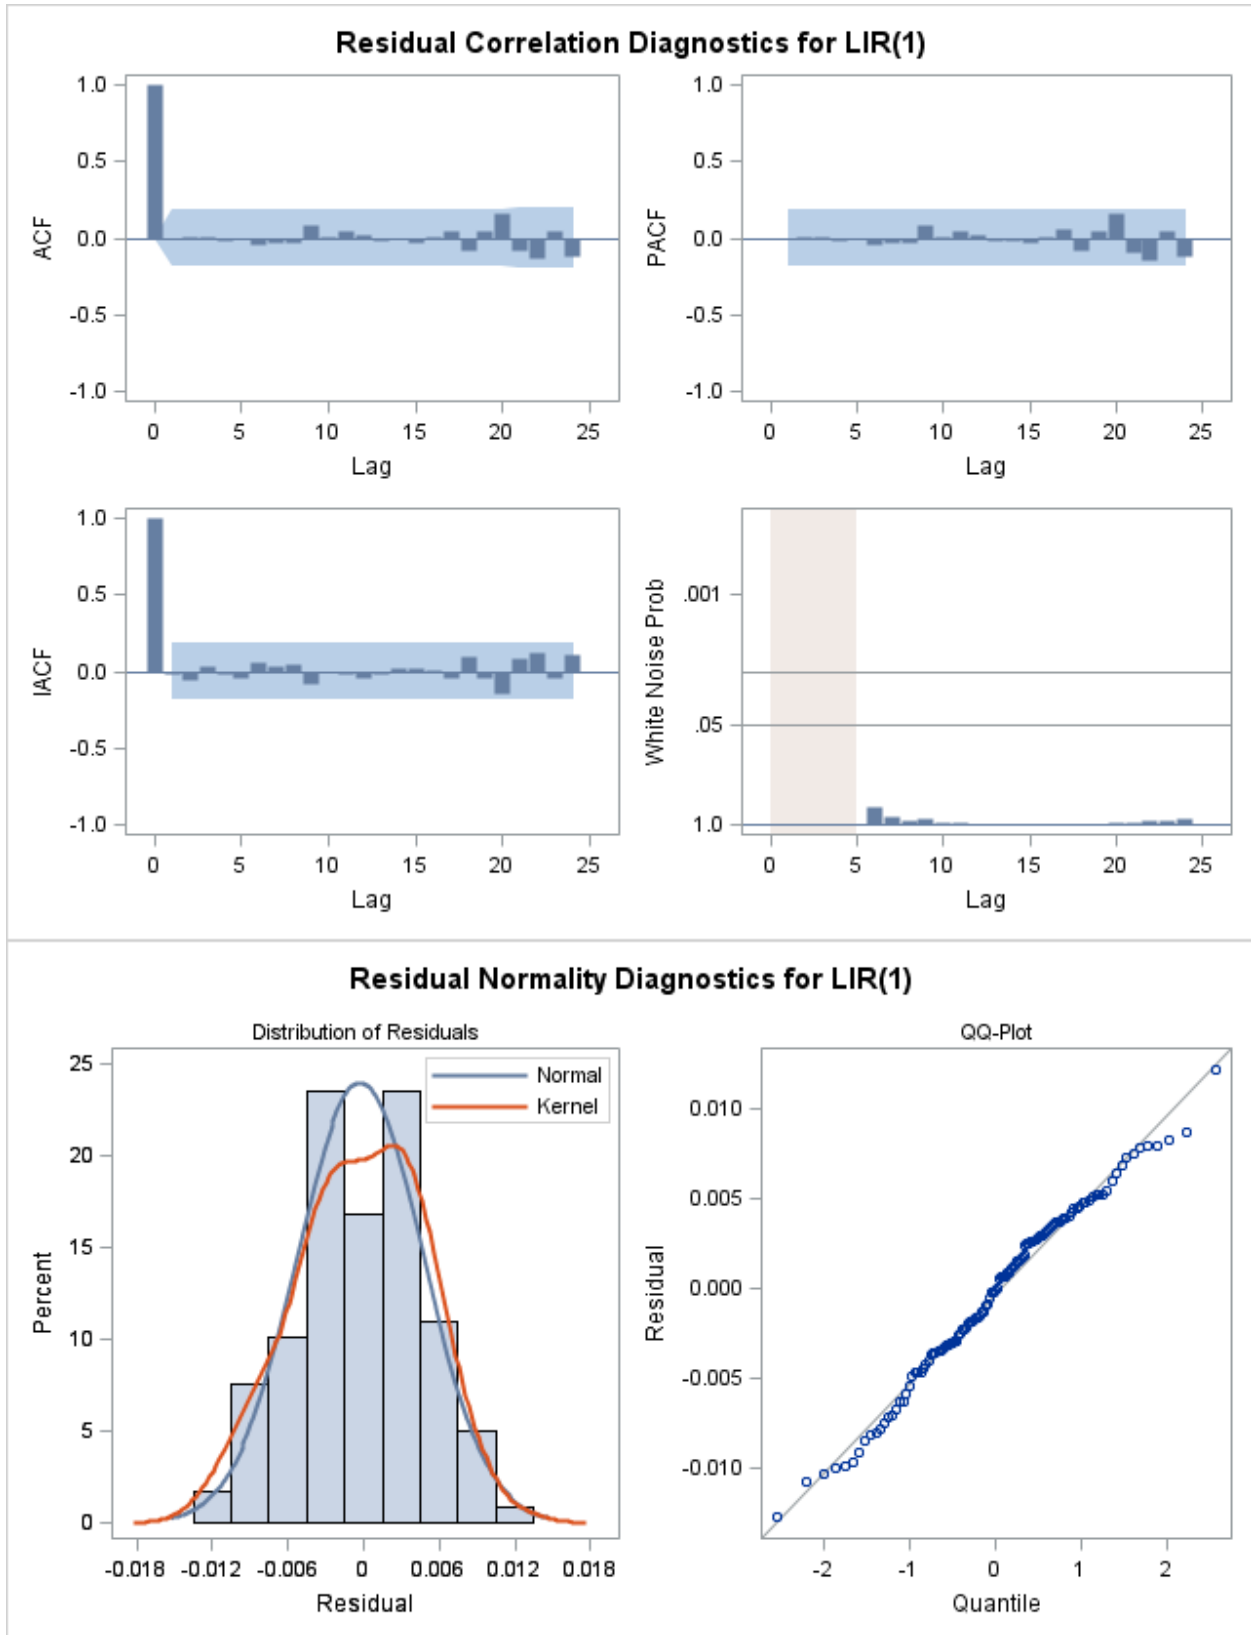 Residual Correlation Diagnostics for LIR(1)
1.0
0.5
0.0
-0.5
-1.0
ACF
0 5 10 15 20 25
Lag
1.0
0.5
0.0
-0.5
-1.0
PACF
0 5 10 15 20 25
Lag
1.0
0.5
0.0
-0.5
-1.0
IACF
0 5 10 15 20 25
Lag
.001
.05
1.0
White Noise Prob
0 5 10 15 20 25
Lag
Residual Normality Diagnostics for LIR(1)
Distribution of Residuals
Normal
Kernel
25
20
15
10
5
0
Percent
-0.018 -0.012 -0.006 0 0.006 0.012 0.018
Residual
QQ-Plot
0.010
0.005
0.000
-0.005
-0.010
Residual
-2 -1 0 1 2
Quantile